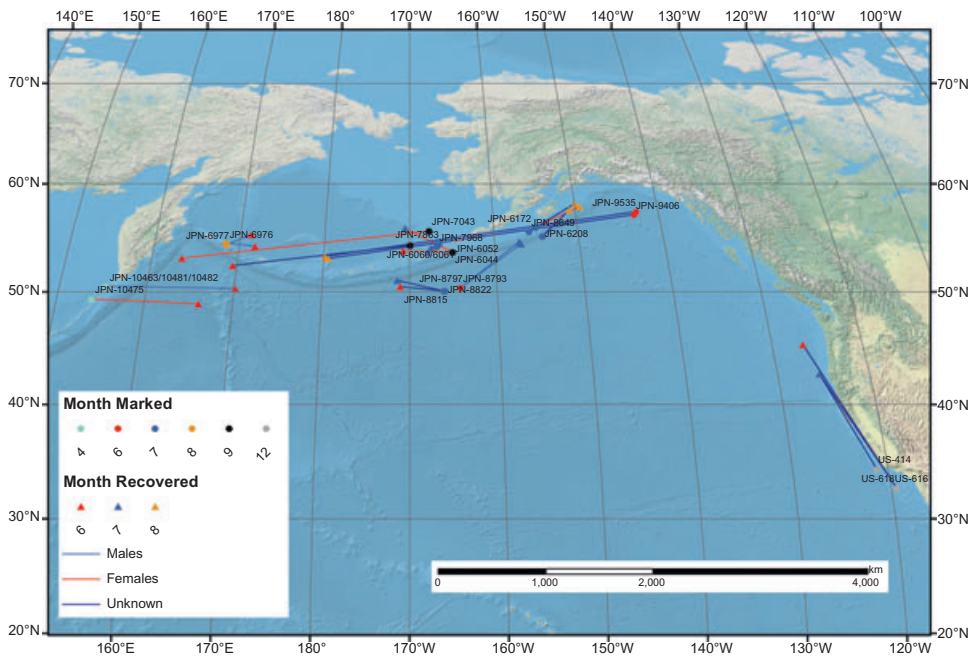 140°E 150°E 160°E 170°E 180° 170°W 160°W 150°W 140°W 130°W 120°W 110°W 100°W
70°N 70°N
60°N 60°N
JPN-9535
JPN-9406
JPN-6172
JPN-8649
JPN-7043
JPN-6977 JPN-6976
JPN-7863
JPN-7968
JPN-6208
JPN-6052
JPN-6044
JPN-10463/10481/10482
JPN-8797 JPN-8793
JPN-10475
JPN-8822
JPN-8815
50°N 50°N
40°N 40°N
Month Marked
4 6 7 8 9 12
Month Recovered
6 7 8
Males
Females
Unknown
US-414
US-618 US-616
30°N 30°N
km
0 1,000 2,000 4,000
20°N 20°N
160°E 170°E 180° 170°W 160°W 150°W 140°W 130°W 120°W